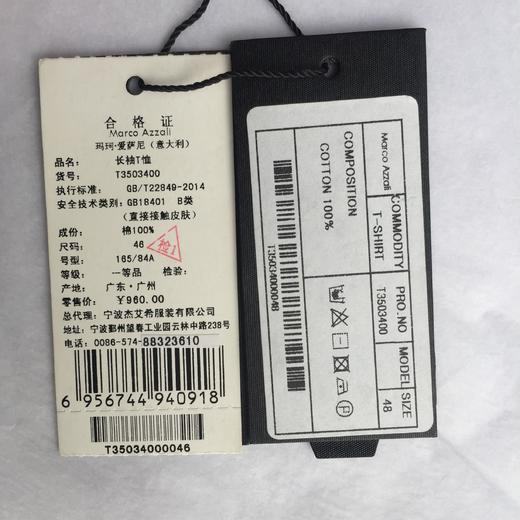 合格证
Marco Azzali
玛珂·爱萨尼（意大利）
品名： 长袖T恤
货号： T3503400
执行标准： GB/T22849-2014
安全技术类别： GB18401 B类
（直接接触皮肤）
成份： 棉100%
尺码： 46
号型： 165/84A
等级： 一等品 检验：
检1
产地： 广东·广州
零售价： ¥960.00
总代理：宁波杰艾希服装有限公司
地址：宁波鄞州望春工业园云林中路238号
电话：0086-574-88323610
6 956744 940918
T35034000046
Marco Azzali
COMMODITY PRO.NO MODEL SIZE
T-SHIRT T3503400 48
COMPOSITION
COTTON 100%
T35034000048